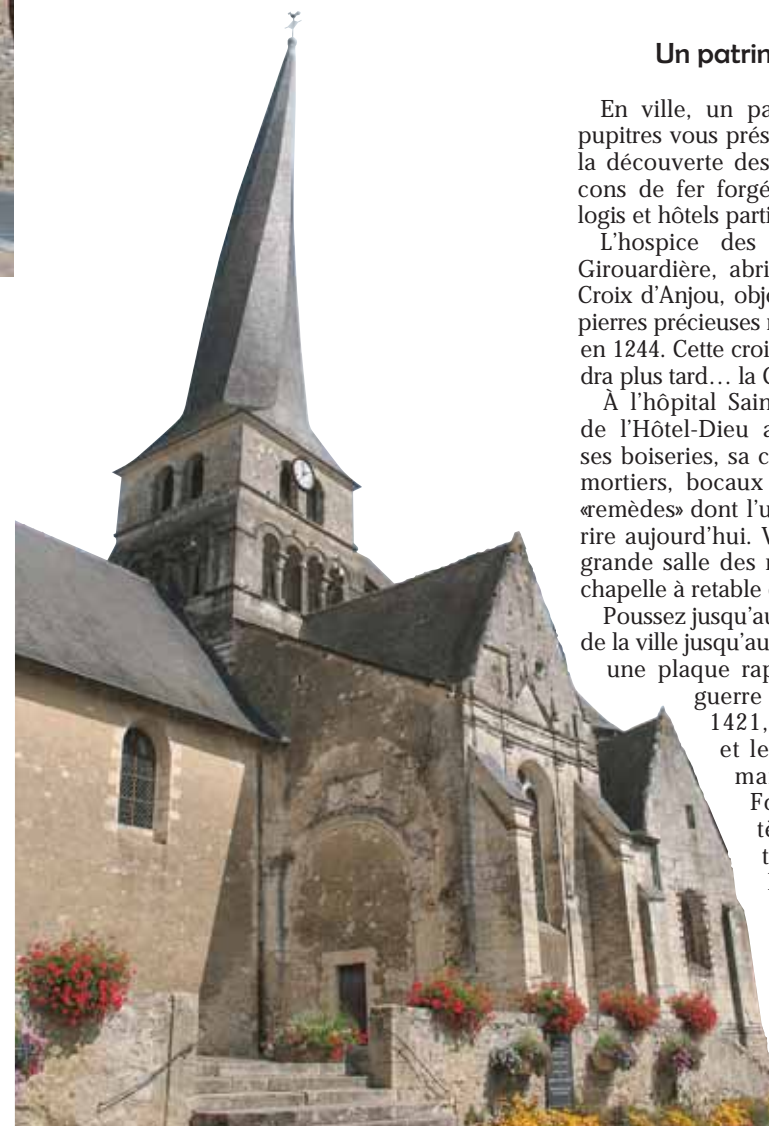 Un patrin
En ville, un pa
pupitres vous prés
la découverte des
cons de fer forgé
logis et hôtels parti
L'hospice des
Girouardière, abri
Croix d'Anjou, obj
pierres précieuses
en 1244. Cette croi
dra plus tard… la
À l'hôpital Sain
de l'Hôtel-Dieu a
ses boiseries, sa c
mortiers, bocaux
«remèdes» dont l'u
rire aujourd'hui. V
grande salle des
chapelle à retable
Poussez jusqu'au
de la ville jusqu'au
une plaque rap
guerre
1421,
et le
ma
Fo
tè
t